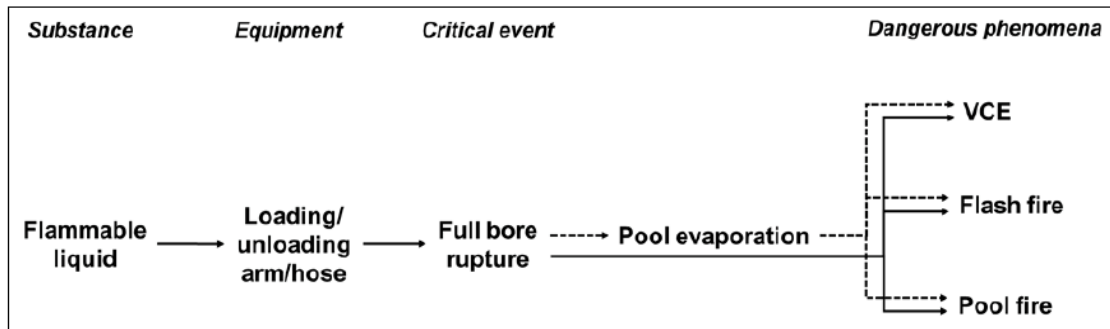 Substance Equipment Critical event Dangerous phenomena
VCE
Flash fire
Flammable
liquid
Loading/
unloading
arm/hose
Full bore
rupture
Pool evaporation
Pool fire